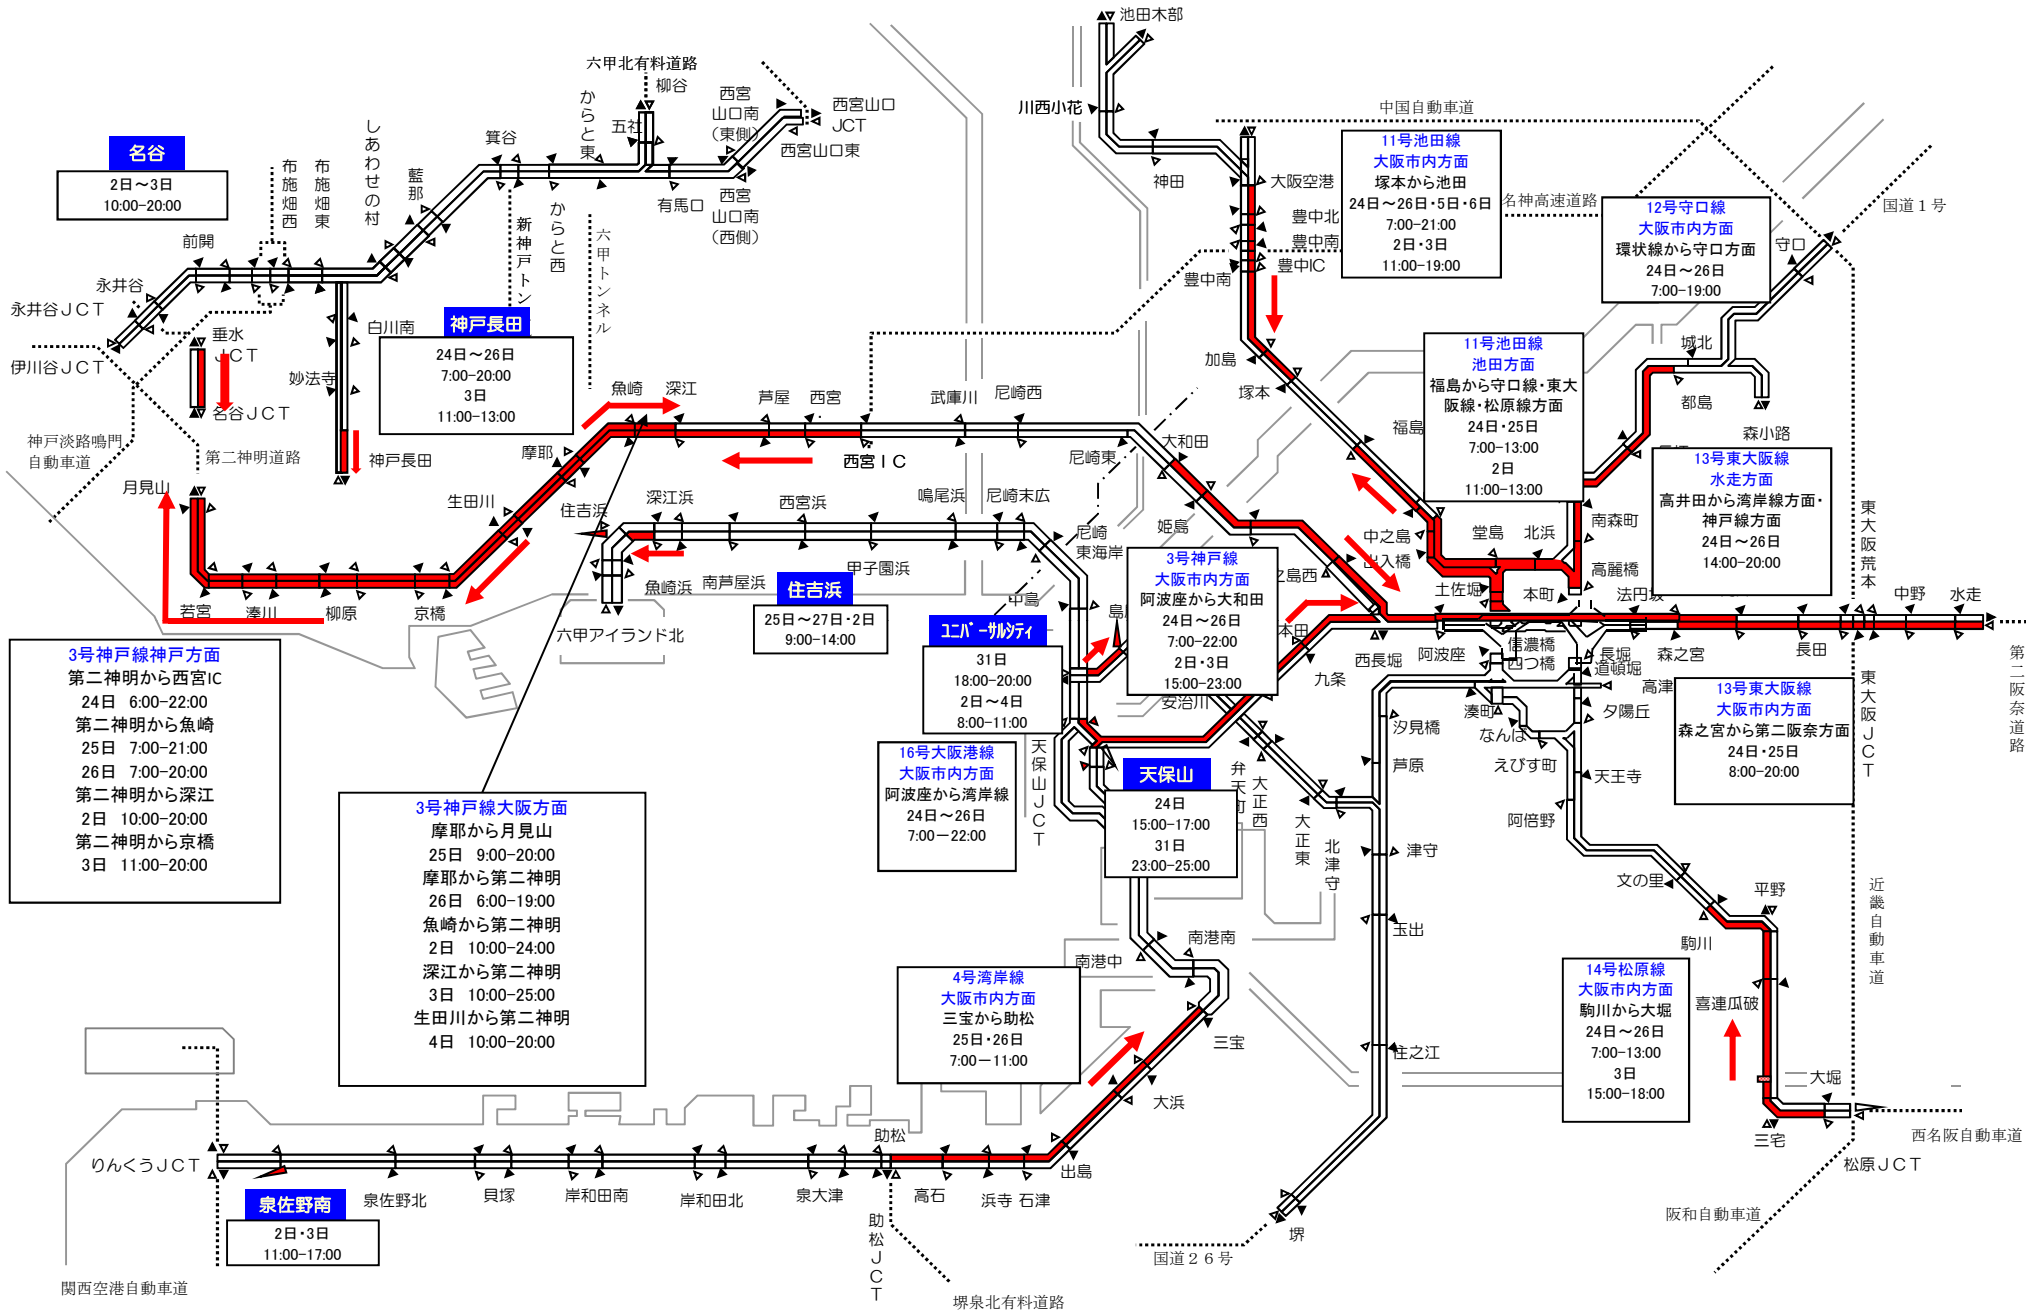 池田木部
六甲北有料道路
柳谷
西宮
山口南
（東側）
西宮山口
JCT
西宮山口東
からと東
五社
箕谷
しあわせの村
藍那
布施畑西
布施畑東
名谷
2日～3日
10:00-20:00
前開
永井谷
永井谷ＪＣＴ
伊川谷ＪＣＴ
垂水
ＪＣＴ
名谷ＪＣＴ
白川南
妙法寺
神戸長田
神戸淡路鳴門
自動車道
第二神明道路
月見山
新神戸トン
からと西
六甲トンネル
有馬口
西宮
山口南
（西側）
神戸長田
24日～26日
7:00-20:00
3日
11:00-13:00
川西小花
神田
中国自動車道
大阪空港
豊中北
豊中南
豊中南
豊中IC
11号池田線
大阪市内方面
塚本から池田
24日～26日・5日・6日
7:00-21:00
2日・3日
11:00-19:00
名神高速道路
12号守口線
大阪市内方面
環状線から守口方面
24日～26日
7:00-19:00
国道１号
守口
加島
塚本
福島
11号池田線
池田方面
福島から守口線・東大
阪線・松原線方面
24日・25日
7:00-13:00
2日
11:00-13:00
城北
都島
森小路
13号東大阪線
水走方面
高井田から湾岸線方面・
神戸線方面
24日～26日
14:00-20:00
東大阪荒本
魚崎
深江
芦屋
西宮
武庫川
尼崎西
西宮ＩＣ
尼崎東
大和田
姫島
摩耶
生田川
住吉浜
深江浜
西宮浜
鳴尾浜
尼崎末広
尼崎
東海岸
魚崎浜
南芦屋浜
甲子園浜
中島
六甲アイランド北
住吉浜
25日～27日・2日
9:00-14:00
ﾕﾆﾊﾞｰｻﾙｼﾃｨ
31日
18:00-20:00
2日～4日
8:00-11:00
3号神戸線
大阪市内方面
阿波座から大和田
24日～26日
7:00-22:00
2日・3日
15:00-23:00
中之島
出入橋
堂島
北浜
南森町
土佐堀
本町
高麗橋
法円坂
阿波座
信濃橋
四つ橋
長堀
道頓堀
森之宮
長田
中野
水走
第二阪奈道路
東大阪ＪＣＴ
西長堀
九条
安治川
湊町
高津
夕陽丘
なんば
えびす町
天王寺
阿倍野
汐見橋
芦原
津守
玉出
住之江
堺
国道２６号
13号東大阪線
大阪市内方面
森之宮から第二阪奈方面
24日・25日
8:00-20:00
若宮
湊川
柳原
京橋
3号神戸線神戸方面
第二神明から西宮IC
24日 6:00-22:00
第二神明から魚崎
25日 7:00-21:00
26日 7:00-20:00
第二神明から深江
2日 10:00-20:00
第二神明から京橋
3日 11:00-20:00
3号神戸線大阪方面
摩耶から月見山
25日 9:00-20:00
摩耶から第二神明
26日 6:00-19:00
魚崎から第二神明
2日 10:00-24:00
深江から第二神明
3日 10:00-25:00
生田川から第二神明
4日 10:00-20:00
16号大阪港線
大阪市内方面
阿波座から湾岸線
24日～26日
7:00－22:00
天保山ＪＣＴ
天保山
24日
15:00-17:00
31日
23:00-25:00
大正西
大正東
北津守
南港南
南港中
三宝
4号湾岸線
大阪市内方面
三宝から助松
25日・26日
7:00－11:00
大浜
出島
文の里
駒川
平野
喜連瓜破
大堀
三宅
14号松原線
大阪市内方面
駒川から大堀
24日～26日
7:00-13:00
3日
15:00-18:00
近畿自動車道
西名阪自動車道
松原ＪＣＴ
阪和自動車道
りんくうＪＣＴ
泉佐野南
2日・3日
11:00-17:00
泉佐野北
貝塚
岸和田南
岸和田北
泉大津
助松
高石
浜寺
石津
助松ＪＣＴ
堺泉北有料道路
関西空港自動車道